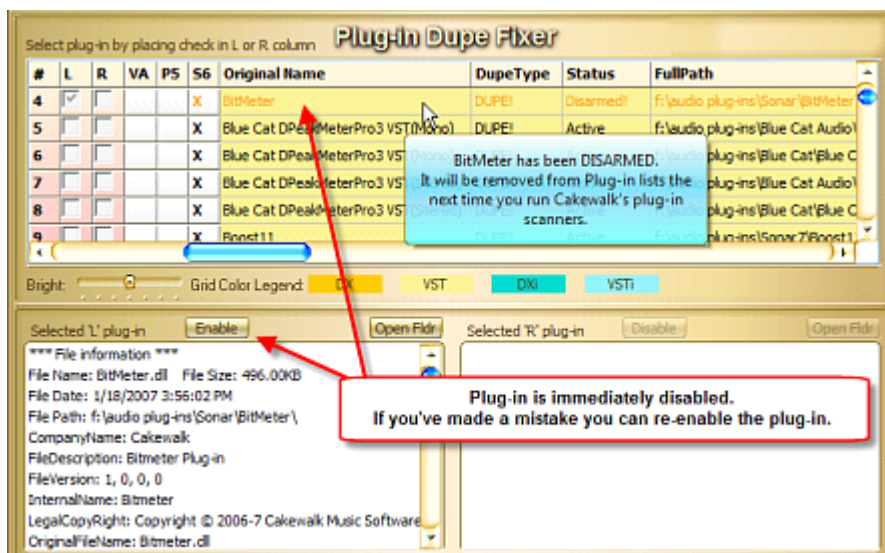 Plug-in Dupe Fixer
Select plug-in by placing check in L or R column
# L R VA P5 S6 Original Name DupeType Status FullPath
4 X BitMeter DUPE! Disarmed! f:\audio plug-ins\Sonar\BitMeter
5 X Blue Cat DPeakMeterPro3 VST(Mono) DUPE! Active f:\audio plug-ins\Blue Cat Audio\
6 X Blue Cat DPeakMeterPro3 VST(Mono) plug-ins\Blue Cat\Blue C
7 X Blue Cat DPeakMeterPro3 VST plug-ins\Blue Cat Audio\
8 X Blue Cat DPeakMeterPro3 VST(Stereo) plug-ins\Blue Cat\Blue C
9 X Boost11 DUPE! Active f:\audio plug-ins\Sonar7\Boost1
BitMeter has been DISARMED.
It will be removed from Plug-in lists the
next time you run Cakewalk's plug-in
scanners.
Bright: Grid Color Legend: DX VST DXi VSTi
Selected 'L' plug-in Enable Open Fldr Selected 'R' plug-in Disable Open Fldr
*** File information ***
File Name: BitMeter.dll File Size: 496.00KB
File Date: 1/18/2007 3:56:02 PM
File Path: f:\audio plug-ins\Sonar\BitMeter\
CompanyName: Cakewalk
FileDescription: Bitmeter Plug-in
FileVersion: 1, 0, 0, 0
InternalName: Bitmeter
LegalCopyRight: Copyright © 2006-7 Cakewalk Music Software
OriginalFileName: Bitmeter.dll
Plug-in is immediately disabled.
If you've made a mistake you can re-enable the plug-in.